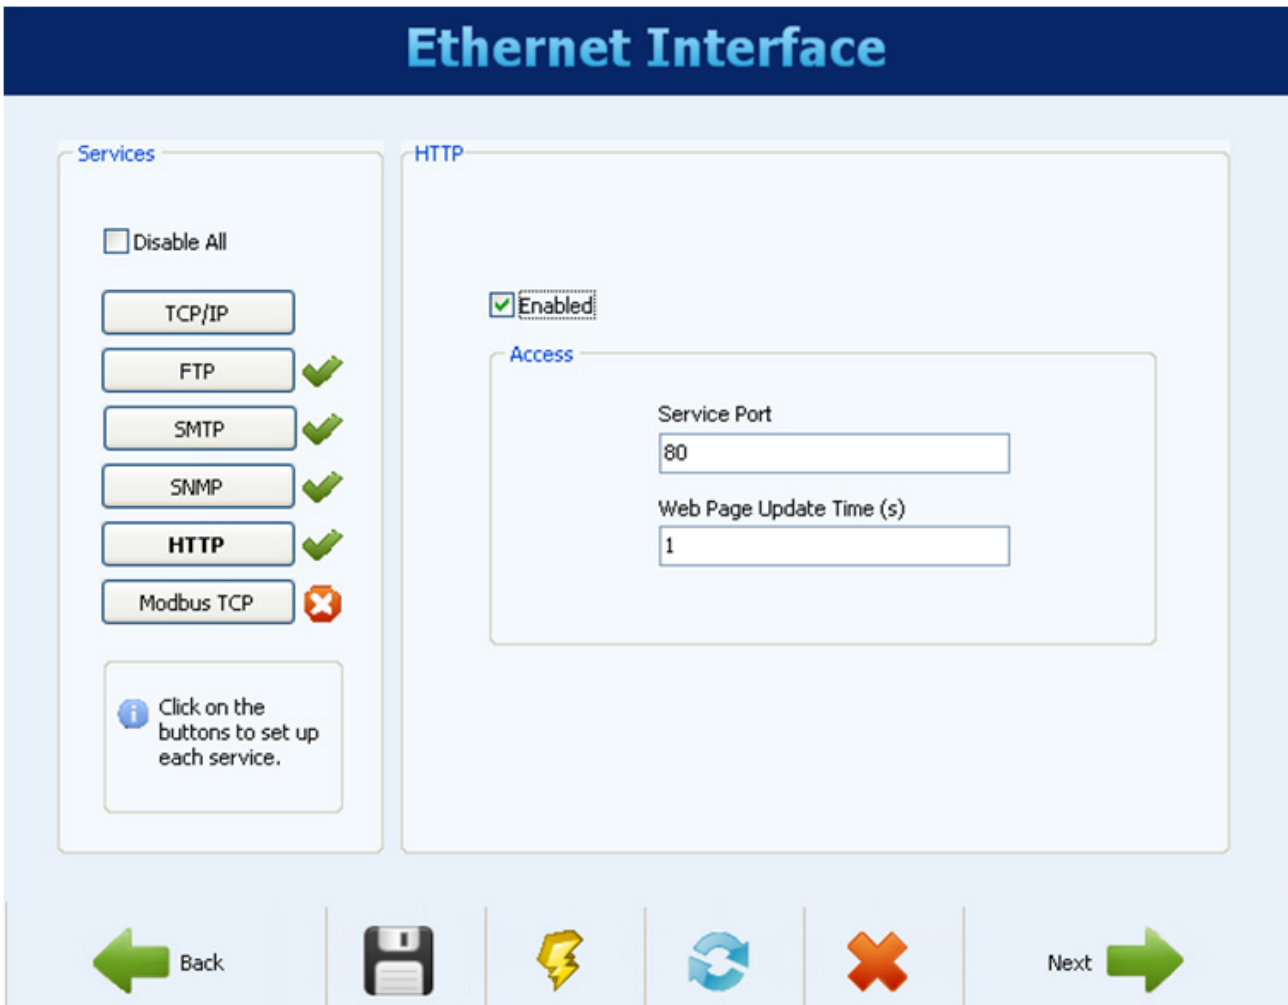 Ethernet Interface
Services
Disable All
TCP/IP
FTP
SMTP
SNMP
HTTP
Modbus TCP
Click on the
buttons to set up
each service.
HTTP
Enabled
Access
Service Port
80
Web Page Update Time (s)
1
Back
Next